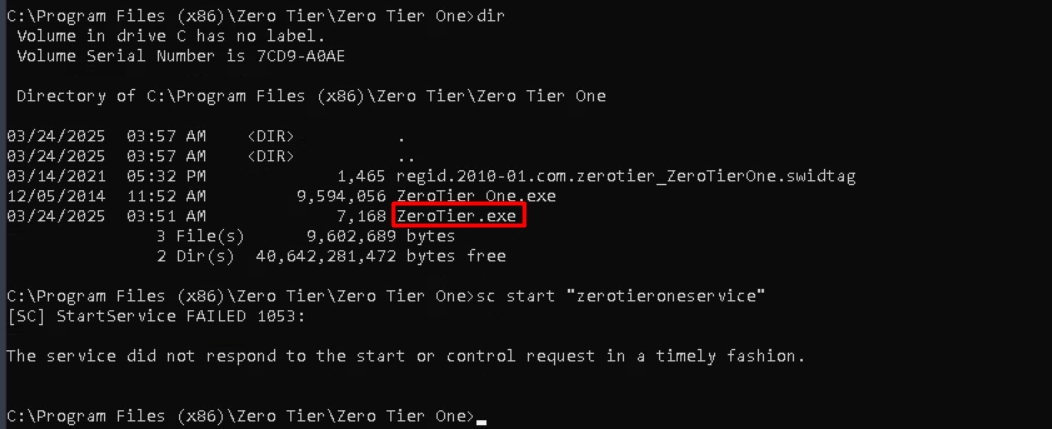 C:\Program Files (x86)\Zero Tier\Zero Tier One>dir
Volume in drive C has no label.
Volume Serial Number is 7CD9-A0AE
Directory of C:\Program Files (x86)\Zero Tier\Zero Tier One
03/24/2025 03:57 AM <DIR> .
03/24/2025 03:57 AM <DIR> ..
03/14/2021 05:32 PM 1,465 regid.2010-01.com.zerotier_ZeroTierOne.swidtag
12/05/2014 11:52 AM 9,594,056 ZeroTier One.exe
03/24/2025 03:51 AM 7,168 ZeroTier.exe
3 File(s) 9,602,689 bytes
2 Dir(s) 40,642,281,472 bytes free
C:\Program Files (x86)\Zero Tier\Zero Tier One>sc start "zerotieroneservice"
[SC] StartService FAILED 1053:
The service did not respond to the start or control request in a timely fashion.
C:\Program Files (x86)\Zero Tier\Zero Tier One>_